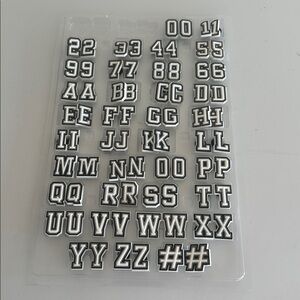 00 11
22 33 44 55
99 77 88 66
AA BB CC DD
EE FF GG HH
II JJ KK LL
MM NN OO PP
QQ RR SS TT
UU VV WW XX
YY ZZ ##